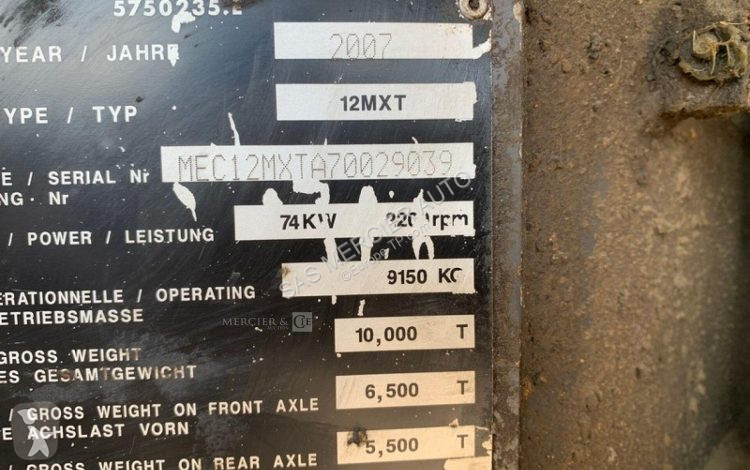 5750235.E
YEAR / JAHRE 2007
YPE / TYP 12MXT
E / SERIAL Nr MEC12MXTA70029039
NG. Nr
/ POWER / LEISTUNG 74KW 2200rpm
ERATIONNELLE / OPERATING 9150 KG
ETRIEBSMASSE
GROSS WEIGHT 10,000 T
ES GESAMTGEWICHT
/ GROSS WEIGHT ON FRONT AXLE 6,500 T
E ACHSLAST VORN
/ GROSS WEIGHT ON REAR AXLE 5,500 T
SAS MERCIER AUTO
MERCIER & CIE